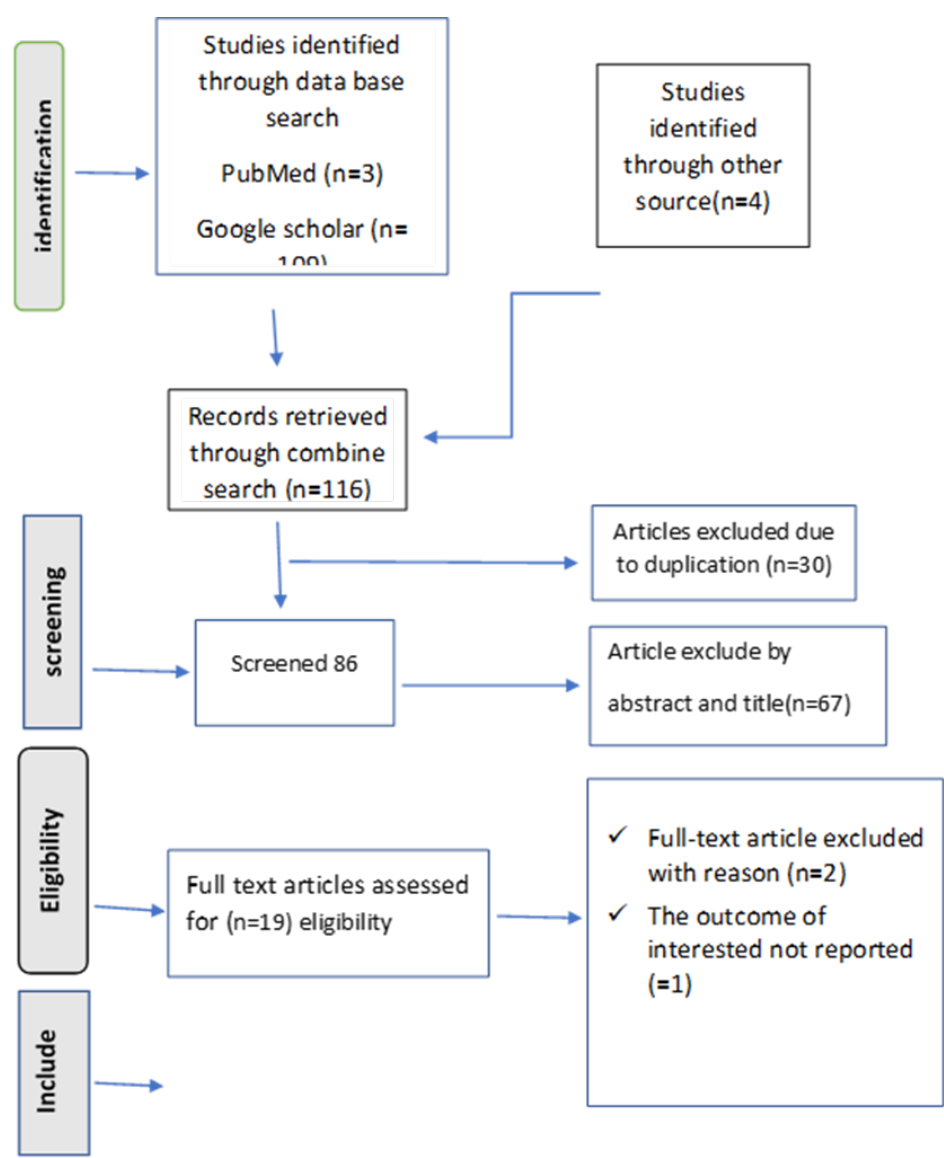 identification
Studies identified
through data base
search
PubMed (n=3)
Google scholar (n=
109)
Studies
identified
through other
source(n=4)
Records retrieved
through combine
search (n=116)
Articles excluded due
to duplication (n=30)
screening
Screened 86
Article exclude by
abstract and title(n=67)
Eligibility
Full text articles assessed
for (n=19) eligibility
✓ Full-text article excluded
with reason (n=2)
✓ The outcome of
interested not reported
(=1)
Include